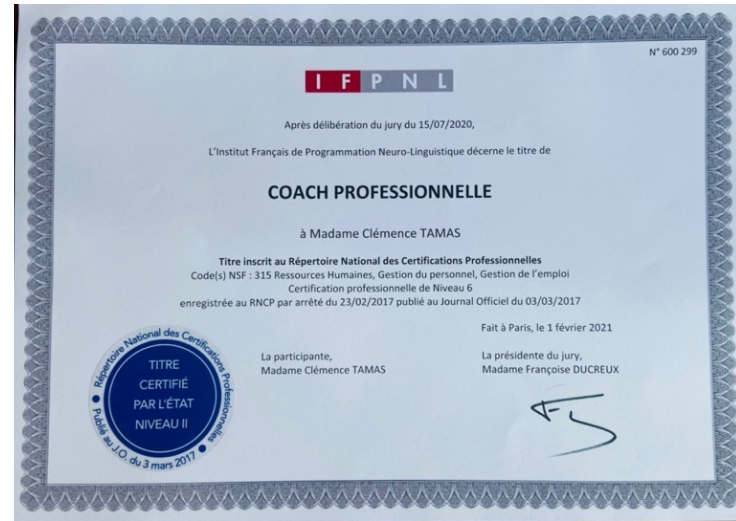 N° 600 299
I F P N L
Après délibération du jury du 15/07/2020,
L'Institut Français de Programmation Neuro-Linguistique décerne le titre de
COACH PROFESSIONNELLE
à Madame Clémence TAMAS
Titre inscrit au Répertoire National des Certifications Professionnelles
Code(s) NSF : 315 Ressources Humaines, Gestion du personnel, Gestion de l'emploi
Certification professionnelle de Niveau 6
enregistrée au RNCP par arrêté du 23/02/2017 publié au Journal Officiel du 03/03/2017
Fait à Paris, le 1 février 2021
La participante,
Madame Clémence TAMAS
La présidente du jury,
Madame Françoise DUCREUX
Répertoire National des Certifications Professionnelles
TITRE
CERTIFIÉ
PAR L'ÉTAT
NIVEAU II
Publié au J.O. du 3 mars 2017